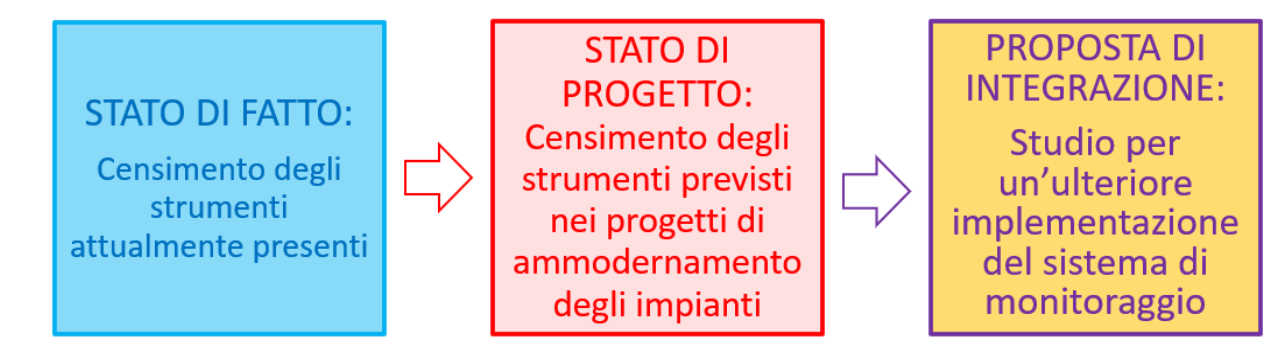 STATO DI FATTO:
Censimento degli
strumenti
attualmente presenti
STATO DI
PROGETTO:
Censimento degli
strumenti previsti
nei progetti di
ammodernamento
degli impianti
PROPOSTA DI
INTEGRAZIONE:
Studio per
un’ulteriore
implementazione
del sistema di
monitoraggio